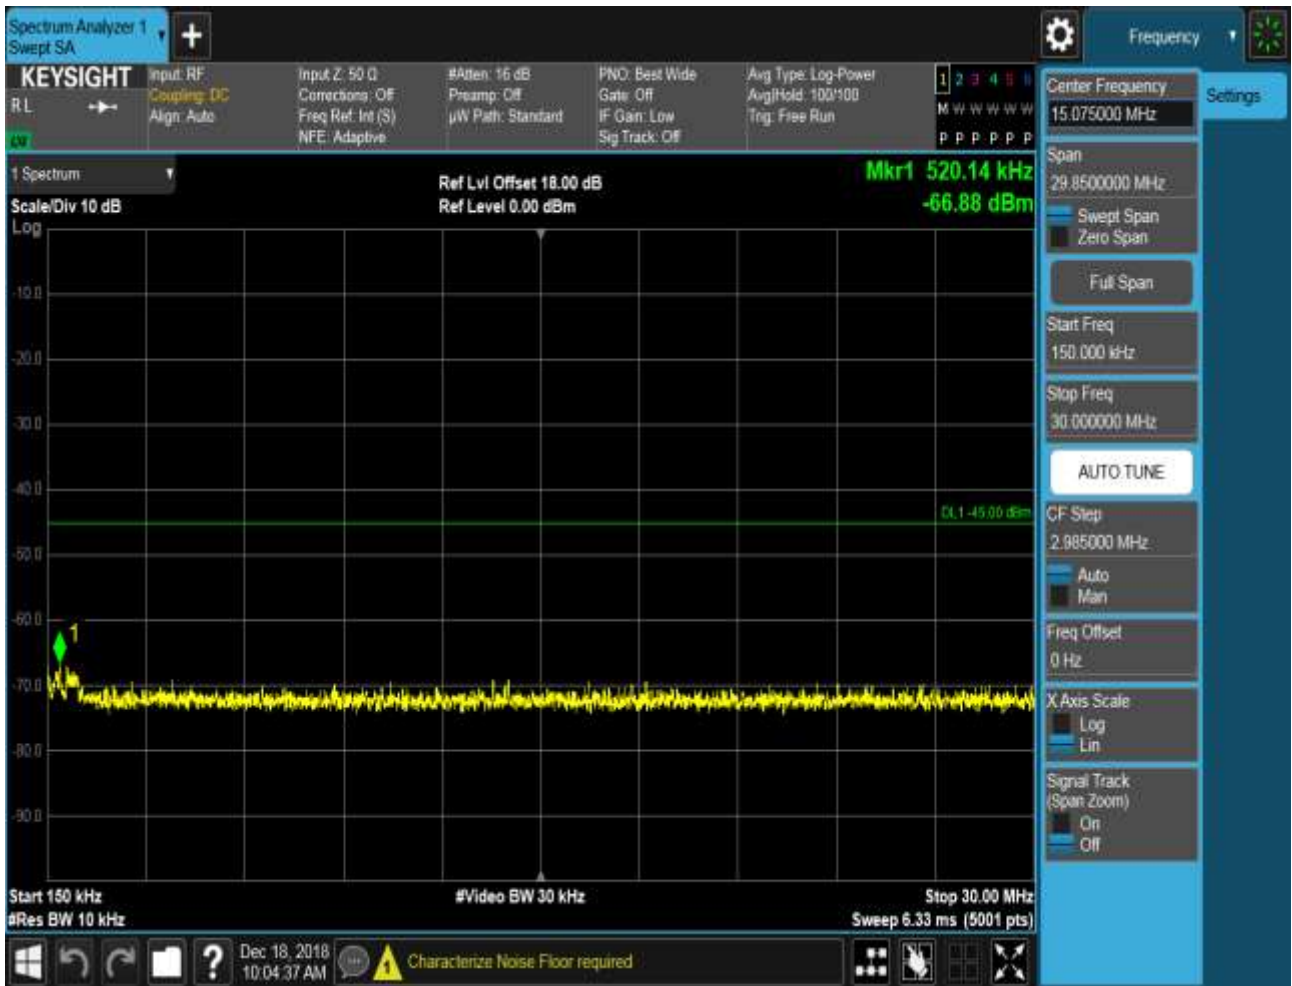 Spectrum Analyzer 1
Swept SA
+
Frequency
KEYSIGHT
RL
Input: RF
Coupling: DC
Align: Auto
Input Z: 50 Ω
Corrections: Off
Freq Ref: Int (S)
NFE: Adaptive
#Atten: 16 dB
Preamp: Off
µW Path: Standard
PNO: Best Wide
Gate: Off
IF Gain: Low
Sig Track: Off
Avg Type: Log-Power
Avg|Hold: 100/100
Trig: Free Run
1 2 3 4 5 6
M W W W W W
P P P P P P
1 Spectrum
Scale/Div 10 dB
Log
Ref Lvl Offset 18.00 dB
Ref Level 0.00 dBm
Mkr1 520.14 kHz
-66.88 dBm
-10.0
-20.0
-30.0
-40.0
-50.0
-60.0
-70.0
-80.0
-90.0
DL1 -45.00 dBm
1
Start 150 kHz
#Res BW 10 kHz
#Video BW 30 kHz
Stop 30.00 MHz
Sweep 6.33 ms (5001 pts)
Center Frequency
15.075000 MHz
Settings
Span
29.8500000 MHz
Swept Span
Zero Span
Full Span
Start Freq
150.000 kHz
Stop Freq
30.000000 MHz
AUTO TUNE
CF Step
2.985000 MHz
Auto
Man
Freq Offset
0 Hz
X Axis Scale
Log
Lin
Signal Track
(Span Zoom)
On
Off
?
Dec 18, 2018
10:04:37 AM
1
Characterize Noise Floor required